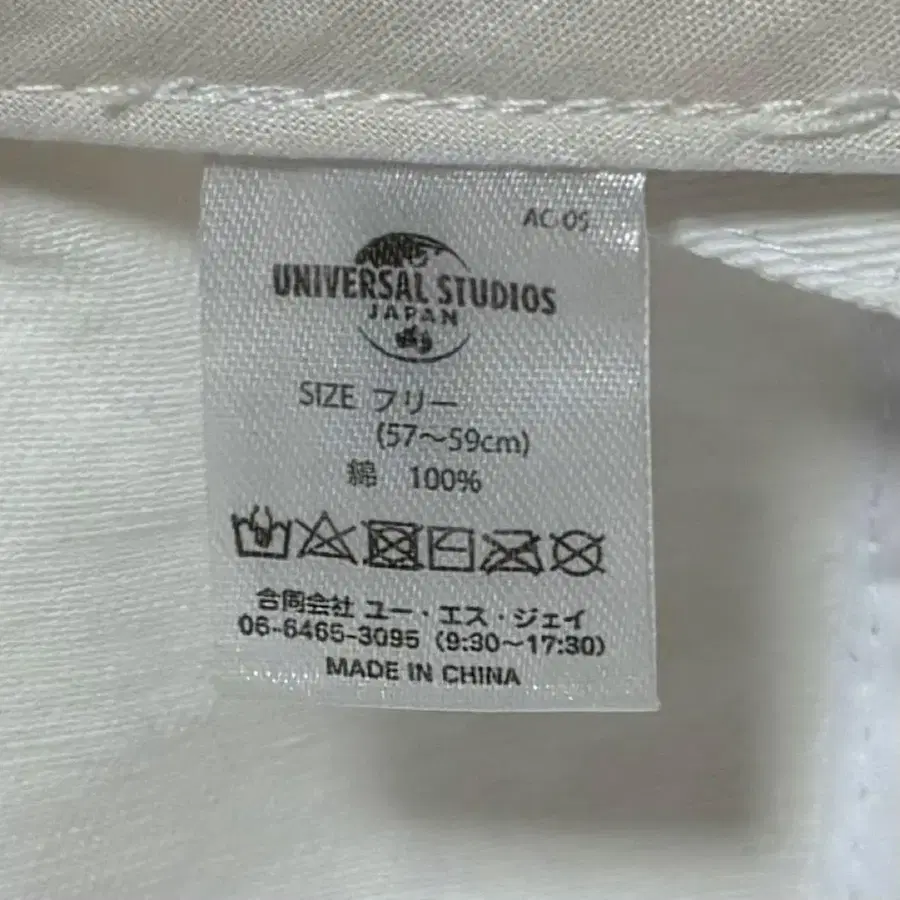 AC-05
UNIVERSAL STUDIOS
JAPAN
SIZE フリー
(57～59cm)
綿 100%
合同会社 ユー・エス・ジェイ
06-6465-3095 (9:30～17:30)
MADE IN CHINA